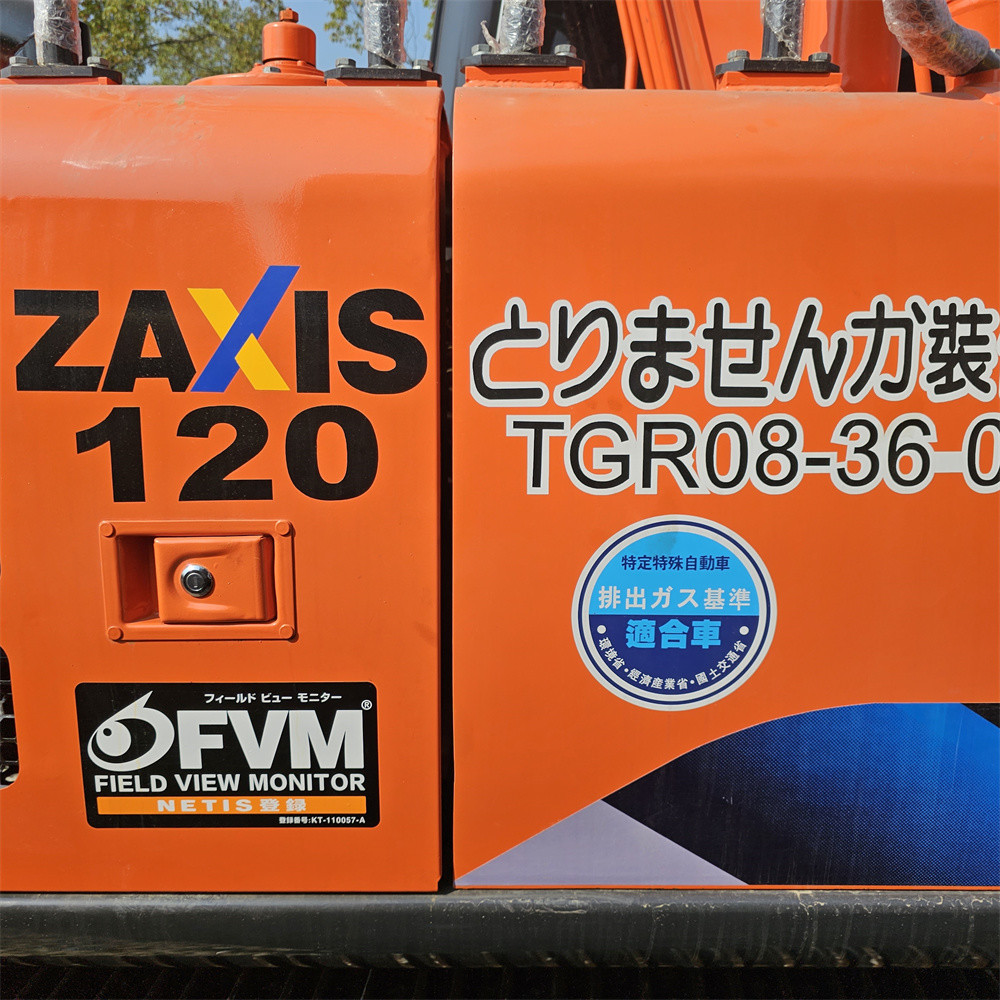 ZAXIS
120
とりません力装
TGR08-36-0
特定特殊自動車
排出ガス基準
適合車
・環境省・経済産業省・國土交通省・
フィールド ビュー モニター
FVM®
FIELD VIEW MONITOR
NETIS登録
登録番号:KT-110057-A